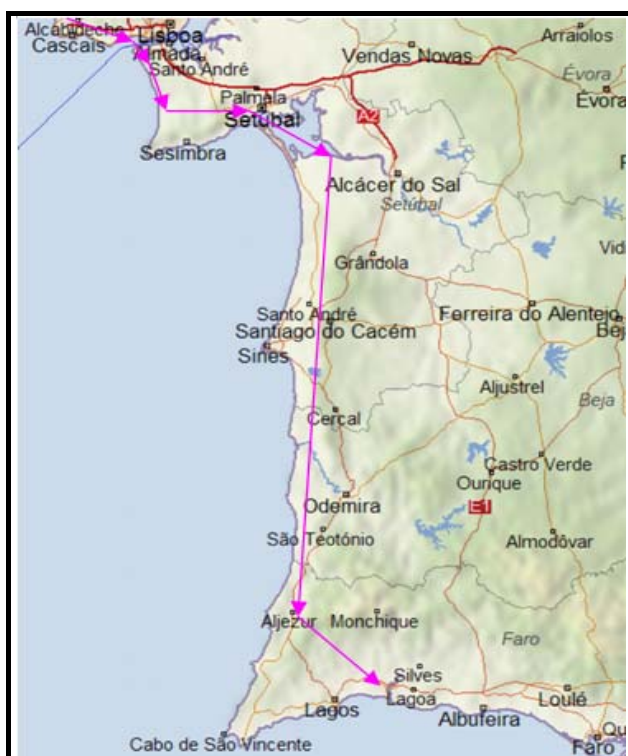 Alcabideche
Lisboa
Arraiolos
Cascais
Almada
Vendas Novas
Santo André
Évora
Palmela
Évora
Setúbal
A2
Sesimbra
Alcácer do Sal
Setúbal
Grândola
Santo André
Ferreira do Alentejo
Santiago do Cacém
Sines
Aljustrel
Beja
Cercal
Castro Verde
Ourique
Odemira
E1
São Teotónio
Almodôvar
Aljezur
Monchique
Faro
Silves
Lagoa
Loulé
Lagos
Albufeira
Cabo de São Vincente
Faro